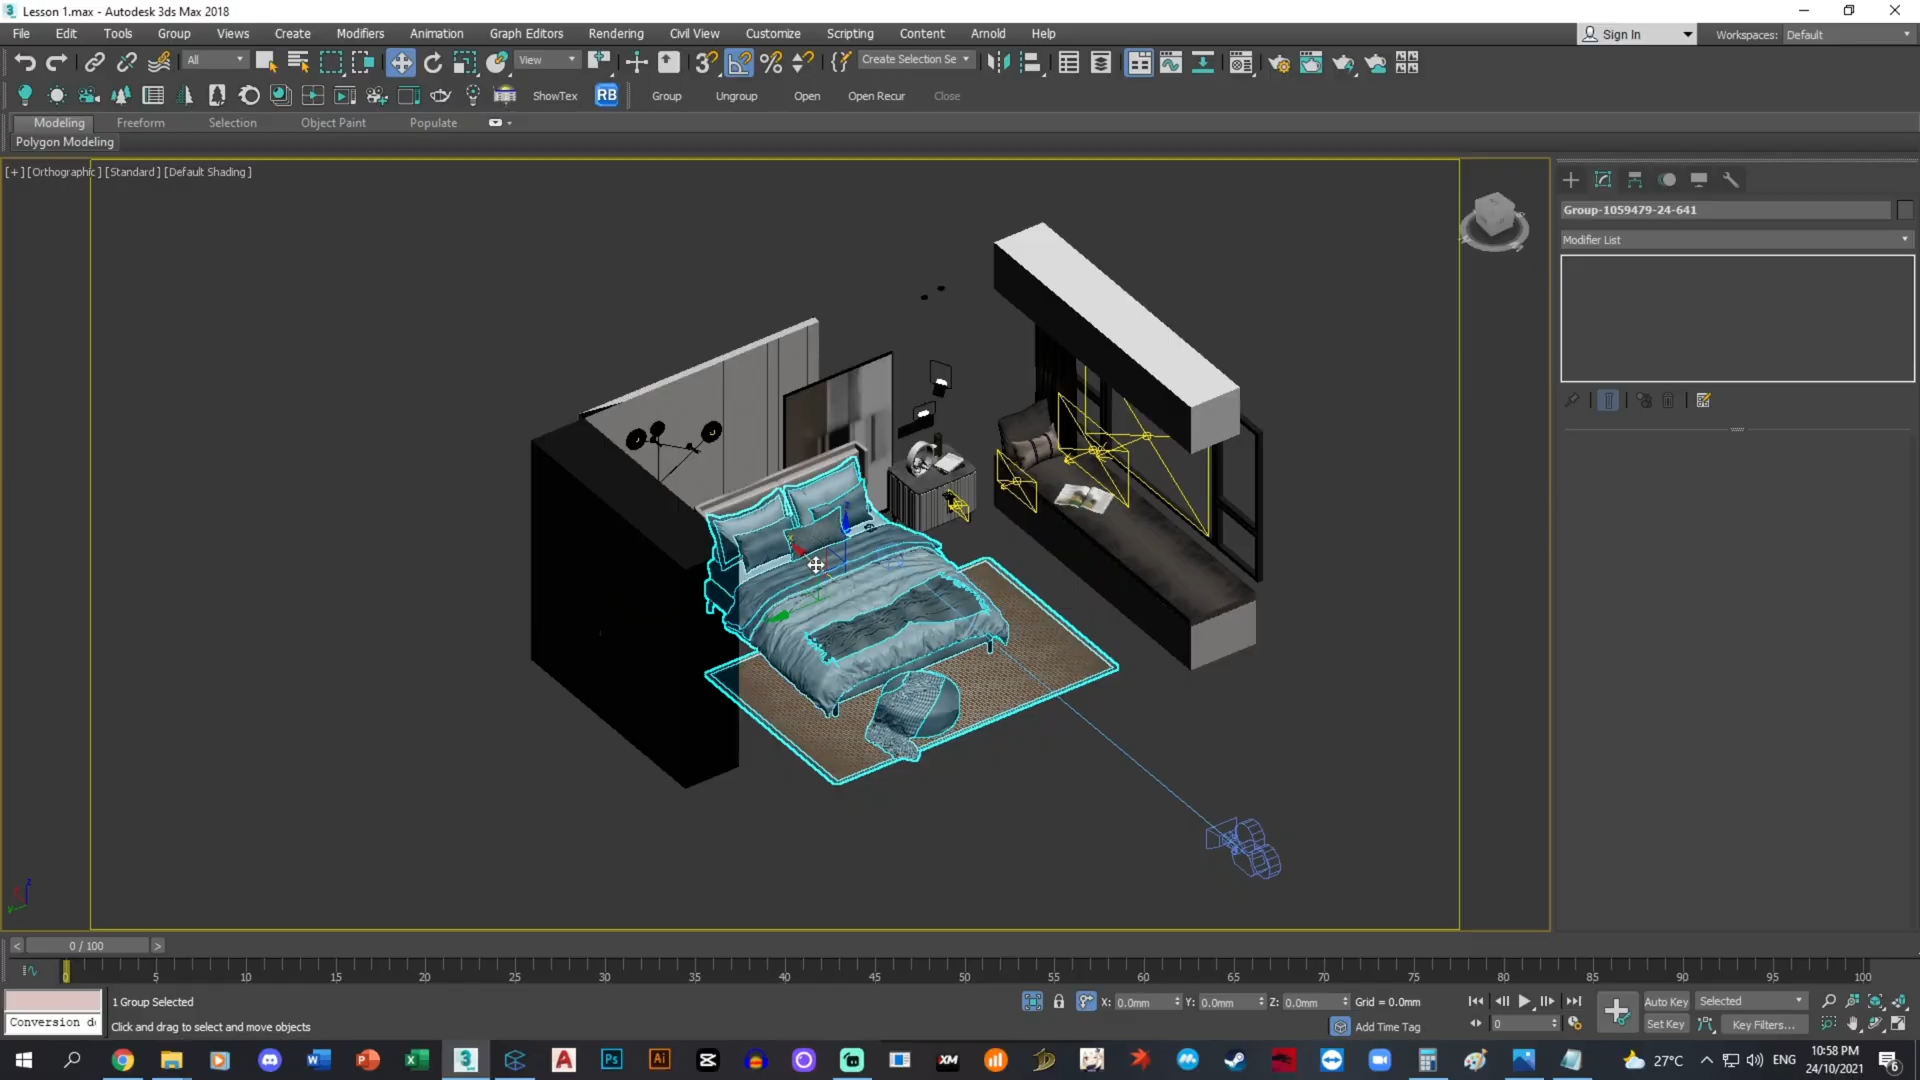 Lesson 1.max - Autodesk 3ds Max 2018
File Edit Tools Group Views Create Modifiers Animation Graph Editors Rendering Civil View Customize Scripting Content Arnold Help
Sign In Workspaces: Default
All View Create Selection Se
ShowTex RB Group Ungroup Open Open Recur Close
Modeling Freeform Selection Object Paint Populate
Polygon Modeling
[+] [Orthographic] [Standard] [Default Shading]
Group-1059479-24-641
Modifier List
0 / 100
0 5 10 15 20 25 30 35 40 45 50 55 60 65 70 75 80 85 90 95 100
1 Group Selected X: 0.0mm Y: 0.0mm Z: 0.0mm Grid = 0.0mm Auto Key Selected
Conversion d Click and drag to select and move objects Add Time Tag 0 Set Key Key Filters...
27°C ENG 10:58 PM
24/10/2021
6